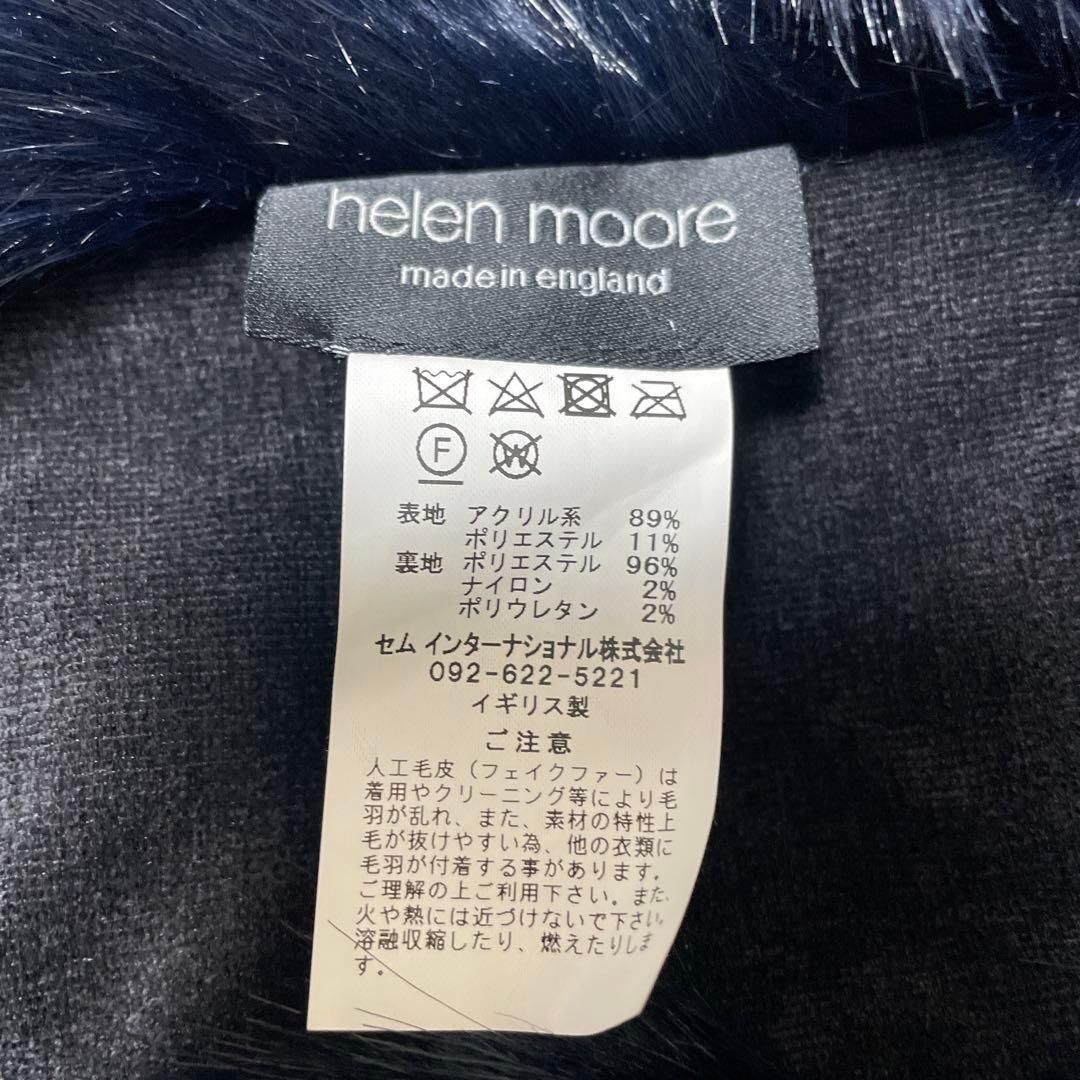 helen moore
made in england
F W
表地 アクリル系 89%
ポリエステル 11%
裏地 ポリエステル 96%
ナイロン 2%
ポリウレタン 2%
セム インターナショナル株式会社
092-622-5221
イギリス製
ご注意
人工毛皮（フェイクファー）は
着用やクリーニング等により毛
羽が乱れ、また、素材の特性上
毛が抜けやすい為、他の衣類に
毛羽が付着する事があります。
ご理解の上ご利用下さい。また、
火や熱には近づけないで下さい。
溶融収縮したり、燃えたりしま
す。